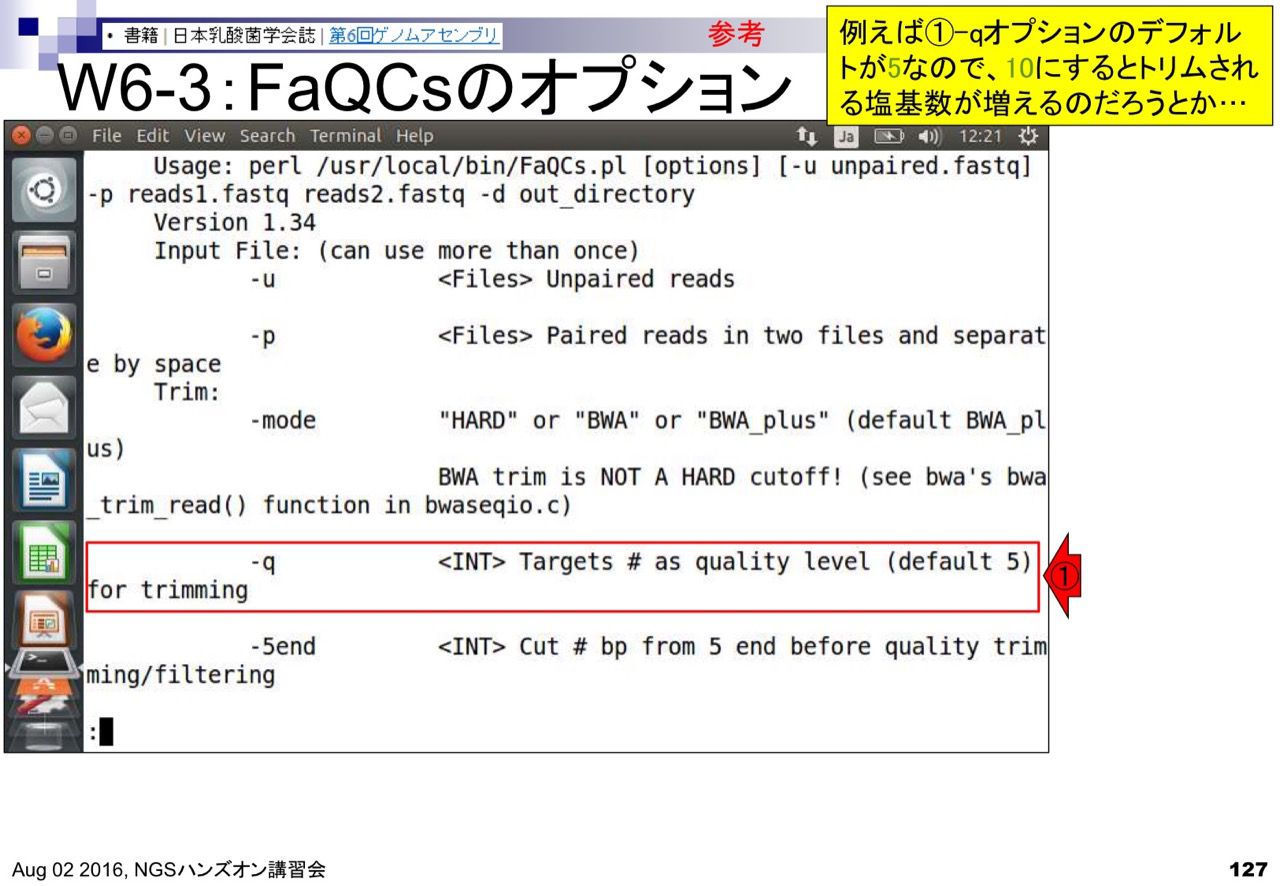 • 書籍 | 日本乳酸菌学会誌 | 第6回ゲノムアセンブリ
参考
W6-3：FaQCsのオプション
例えば①-qオプションのデフォル
トが5なので、10にするとトリムされ
る塩基数が増えるのだろうとか…
File Edit View Search Terminal Help
Ja
12:21
Usage: perl /usr/local/bin/FaQCs.pl [options] [-u unpaired.fastq]
-p reads1.fastq reads2.fastq -d out_directory
Version 1.34
Input File: (can use more than once)
-u <Files> Unpaired reads
-p <Files> Paired reads in two files and separat
e by space
Trim:
-mode "HARD" or "BWA" or "BWA_plus" (default BWA_pl
us)
BWA trim is NOT A HARD cutoff! (see bwa's bwa
_trim_read() function in bwaseqio.c)
-q <INT> Targets # as quality level (default 5)
for trimming
①
-5end <INT> Cut # bp from 5 end before quality trim
ming/filtering
:
Aug 02 2016, NGSハンズオン講習会
127